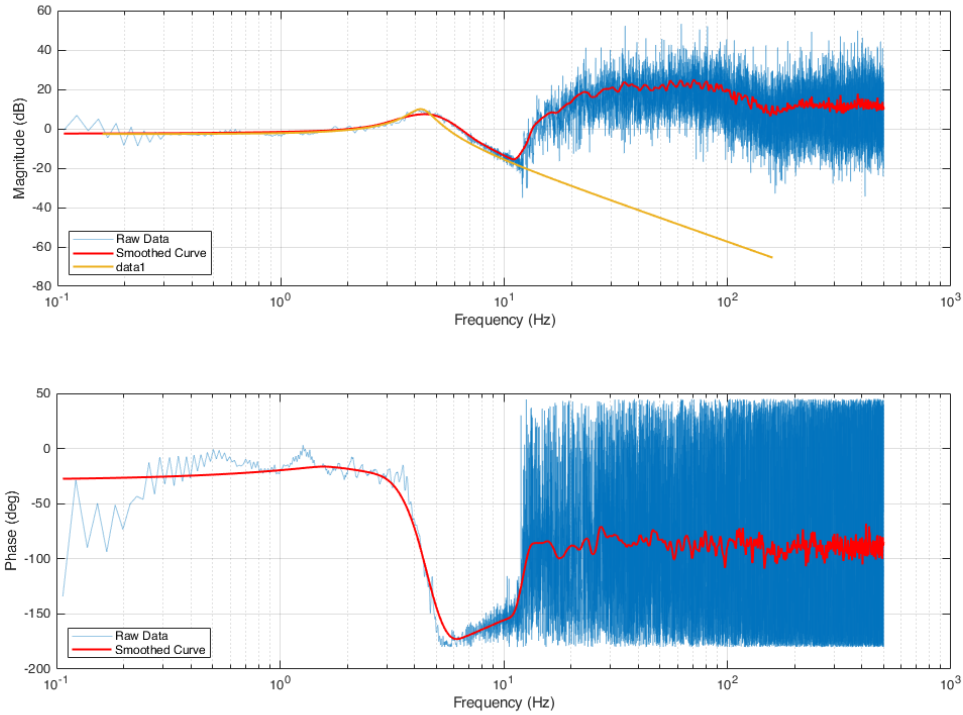 60
40
20
0
-20
-40
-60
-80
Magnitude (dB)
Raw Data
Smoothed Curve
data1
10-1 100 101 102 103
Frequency (Hz)
50
0
-50
-100
-150
-200
Phase (deg)
Raw Data
Smoothed Curve
10-1 100 101 102 103
Frequency (Hz)